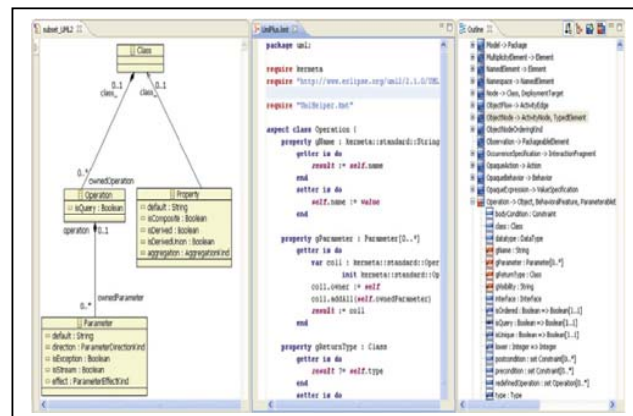 subset_UML2
Class
0..1
class_
0..1
class_
0..*
ownedOperation
Operation
isQuery : Boolean
operation
0..1
0..*
ownedParameter
Parameter
default : String
direction : ParameterDirectionKind
isException : Boolean
isStream : Boolean
effect : ParameterEffectKind
Property
default : String
isComposite : Boolean
isDerived : Boolean
isDerivedUnion : Boolean
aggregation : AggregationKind
package uml;
require kermeta
require "http://www.eclipse.org/uml2/2.1.0/UML
require "UmlHelper.kmt"
aspect class Operation {
property gName : kermeta::standard::String
getter is do
result := self.name
end
setter is do
self.name := value
end
property gParameter : Parameter[0..*]
getter is do
var coll : kermeta::standard::Oper
init kermeta::standard::Op
coll.owner := self
coll.addAll(self.ownedParameter)
result := coll
end
property gReturnType : Class
getter is do
result ?= self.type
end
setter is do
Outline
Model -> Package
MultiplicityElement -> Element
NamedElement -> Element
Namespace -> NamedElement
Node -> Class, DeploymentTarget
ObjectFlow -> ActivityEdge
ObjectNode -> ActivityNode, TypedElement
ObjectNodeOrderingKind
Observation -> PackageableElement
OccurrenceSpecification -> InteractionFragment
OpaqueAction -> Action
OpaqueBehavior -> Behavior
OpaqueExpression -> ValueSpecification
Operation -> Object, BehavioralFeature, Parameterable
bodyCondition : Constraint
class : Class
datatype : DataType
gName : String
gParameter : Parameter[0..*]
gReturnType : Class
gVisibility : String
interface : Interface
isOrdered : Boolean => Boolean[1..1]
isQuery : Boolean => Boolean[1..1]
isUnique : Boolean => Boolean[1..1]
lower : Integer => Integer
postcondition : set Constraint[0..*]
precondition : set Constraint[0..*]
redefinedOperation : set Operation[0..*]
type : Type